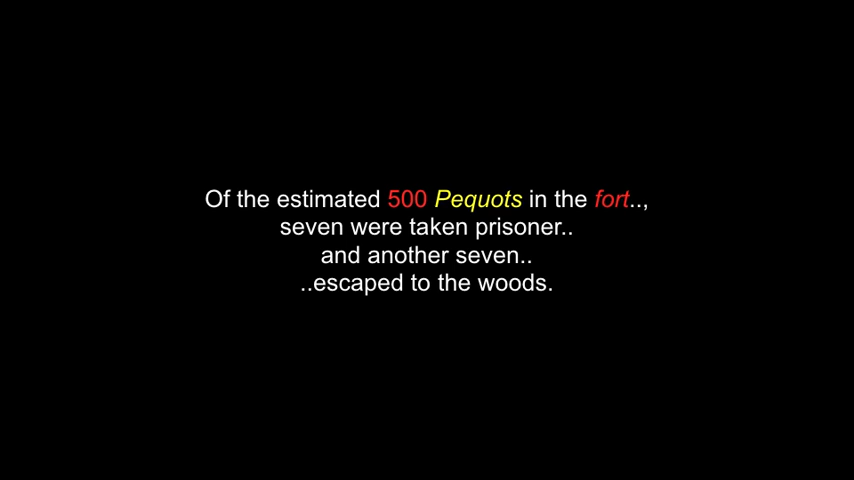 Of the estimated 500 Pequots in the fort..,
seven were taken prisoner..
and another seven..
..escaped to the woods.